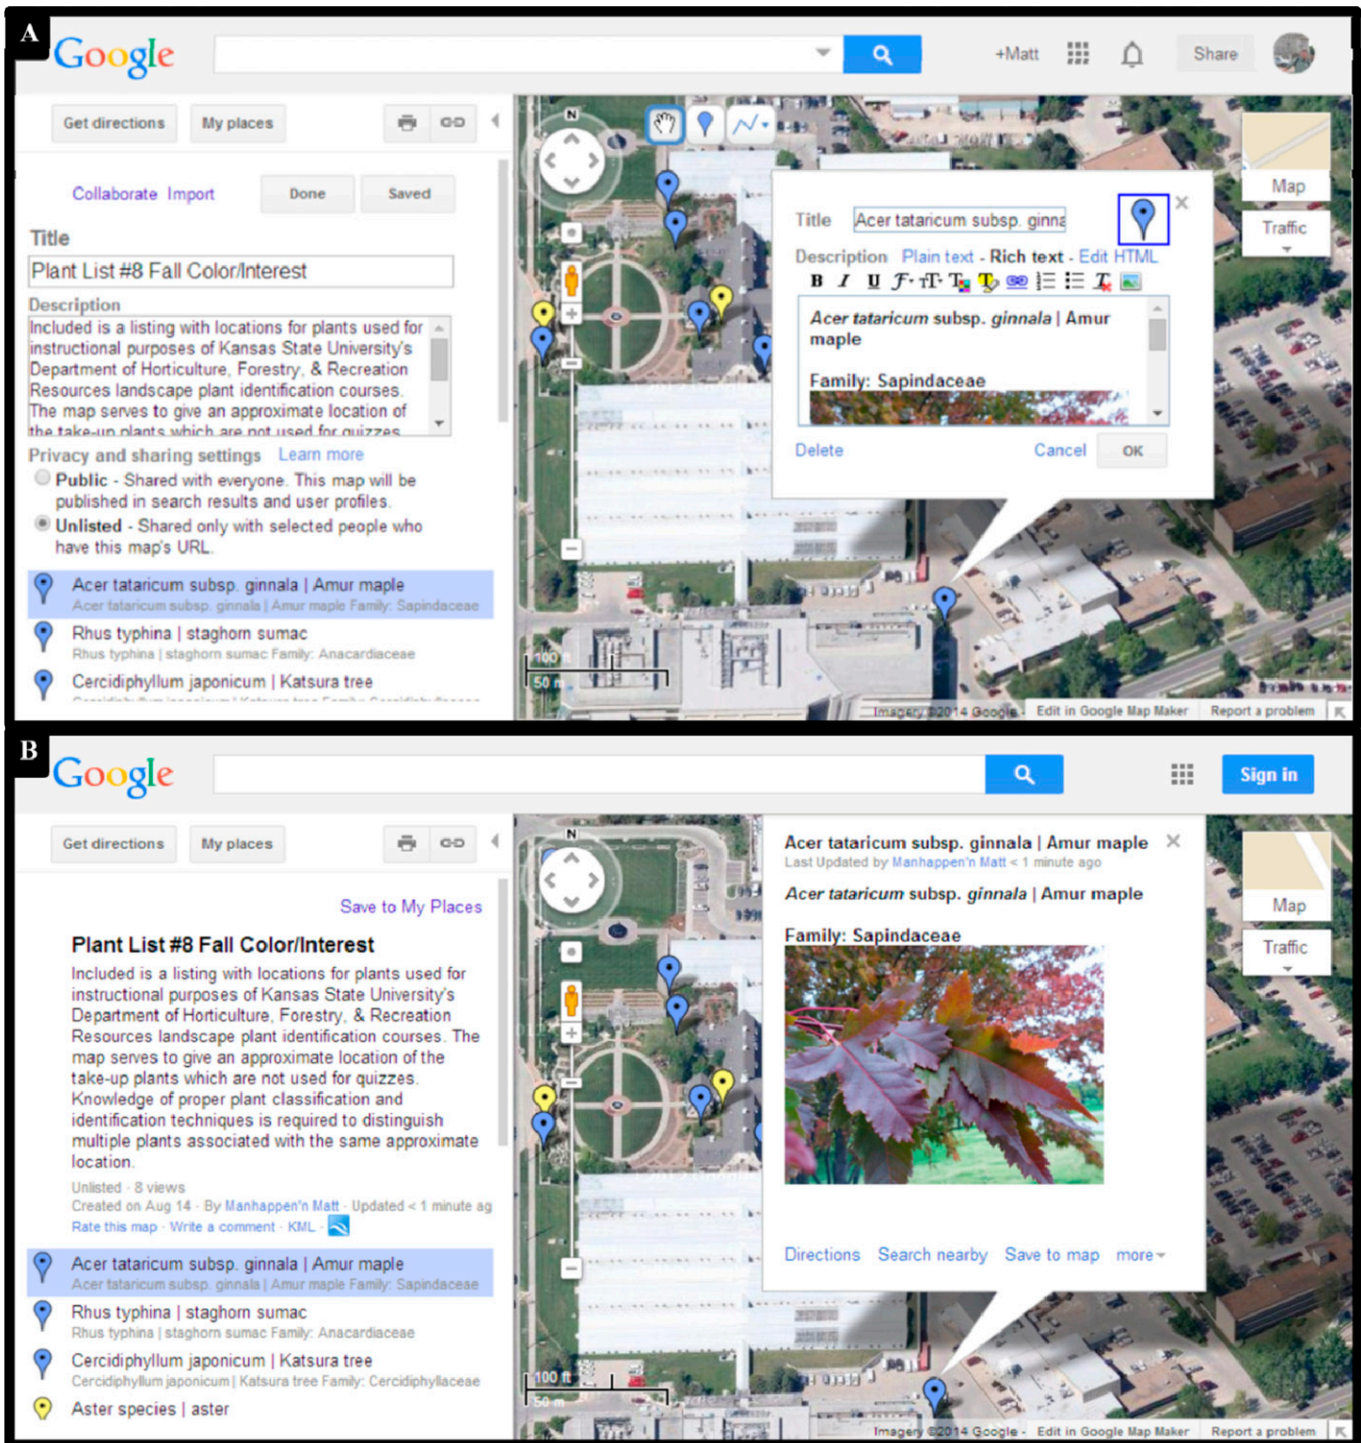 A
Google
+Matt
Share
Get directions
My places
Collaborate Import
Done
Saved
Title
Plant List #8 Fall Color/Interest
Description
Included is a listing with locations for plants used for
instructional purposes of Kansas State University's
Department of Horticulture, Forestry, & Recreation
Resources landscape plant identification courses.
The map serves to give an approximate location of
the take-up plants which are not used for quizzes.
Privacy and sharing settings Learn more
Public - Shared with everyone. This map will be
published in search results and user profiles.
Unlisted - Shared only with selected people who
have this map's URL.
Acer tataricum subsp. ginnala | Amur maple
Acer tataricum subsp. ginnala | Amur maple Family: Sapindaceae
Rhus typhina | staghorn sumac
Rhus typhina | staghorn sumac Family: Anacardiaceae
Cercidiphyllum japonicum | Katsura tree
Cercidiphyllum japonicum | Katsura tree Family: Cercidiphyllaceae
N
Title
Acer tataricum subsp. ginna
Description Plain text - Rich text - Edit HTML
Acer tataricum subsp. ginnala | Amur
maple
Family: Sapindaceae
Delete
Cancel
OK
Map
Traffic
100 ft
50 m
Imagery ©2014 Google -
Edit in Google Map Maker
Report a problem
B
Google
Sign in
Get directions
My places
Save to My Places
Plant List #8 Fall Color/Interest
Included is a listing with locations for plants used for
instructional purposes of Kansas State University's
Department of Horticulture, Forestry, & Recreation
Resources landscape plant identification courses. The
map serves to give an approximate location of the
take-up plants which are not used for quizzes.
Knowledge of proper plant classification and
identification techniques is required to distinguish
multiple plants associated with the same approximate
location.
Unlisted · 8 views
Created on Aug 14 · By Manhappen'n Matt · Updated < 1 minute ag
Rate this map · Write a comment · KML ·
Acer tataricum subsp. ginnala | Amur maple
Acer tataricum subsp. ginnala | Amur maple Family: Sapindaceae
Rhus typhina | staghorn sumac
Rhus typhina | staghorn sumac Family: Anacardiaceae
Cercidiphyllum japonicum | Katsura tree
Cercidiphyllum japonicum | Katsura tree Family: Cercidiphyllaceae
Aster species | aster
N
Acer tataricum subsp. ginnala | Amur maple
Last Updated by Manhappen'n Matt < 1 minute ago
Acer tataricum subsp. ginnala | Amur maple
Family: Sapindaceae
Directions
Search nearby
Save to map
more
Map
Traffic
100 ft
50 m
Imagery ©2014 Google -
Edit in Google Map Maker
Report a problem